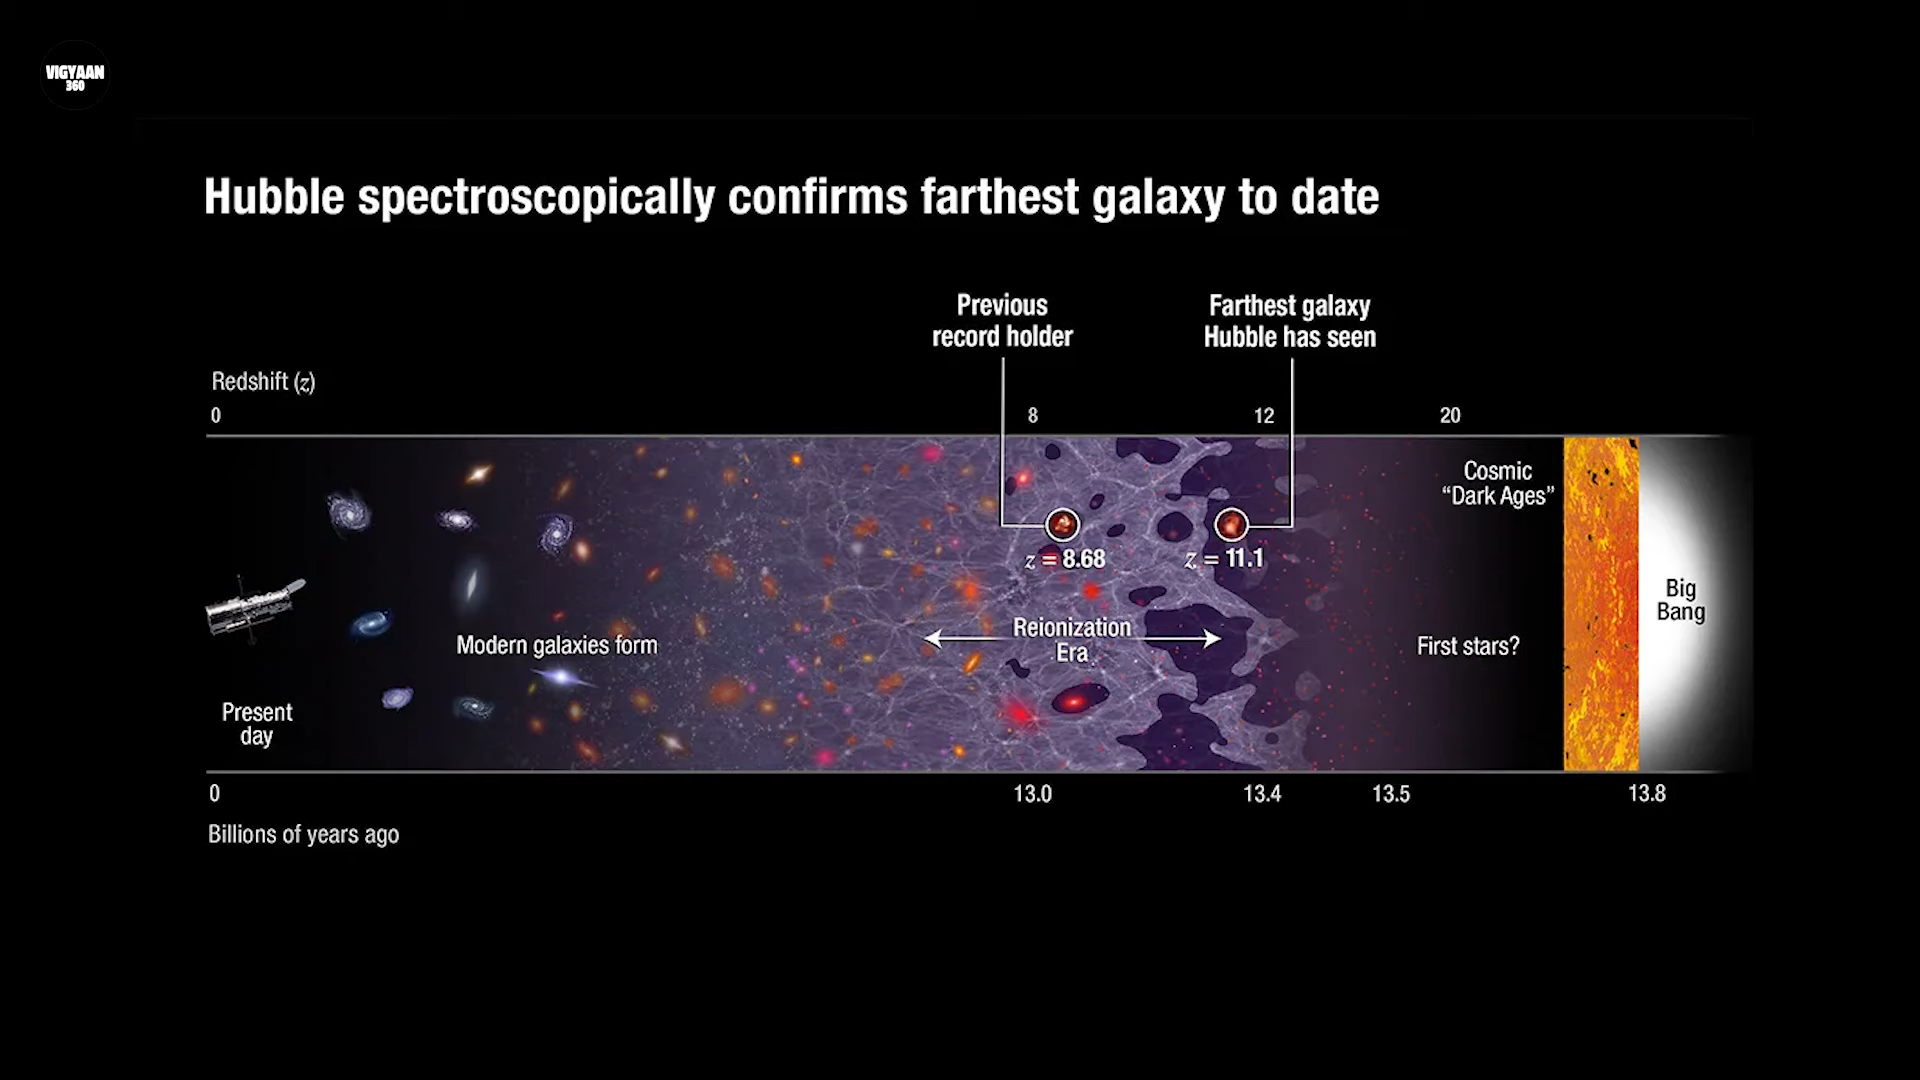 VIGYAAN
360
Hubble spectroscopically confirms farthest galaxy to date
Previous
record holder
Farthest galaxy
Hubble has seen
Redshift (z)
0 8 12 20
Cosmic
“Dark Ages”
z = 8.68
z = 11.1
Big
Bang
Reionization
Era
Modern galaxies form
First stars?
Present
day
0 13.0 13.4 13.5 13.8
Billions of years ago